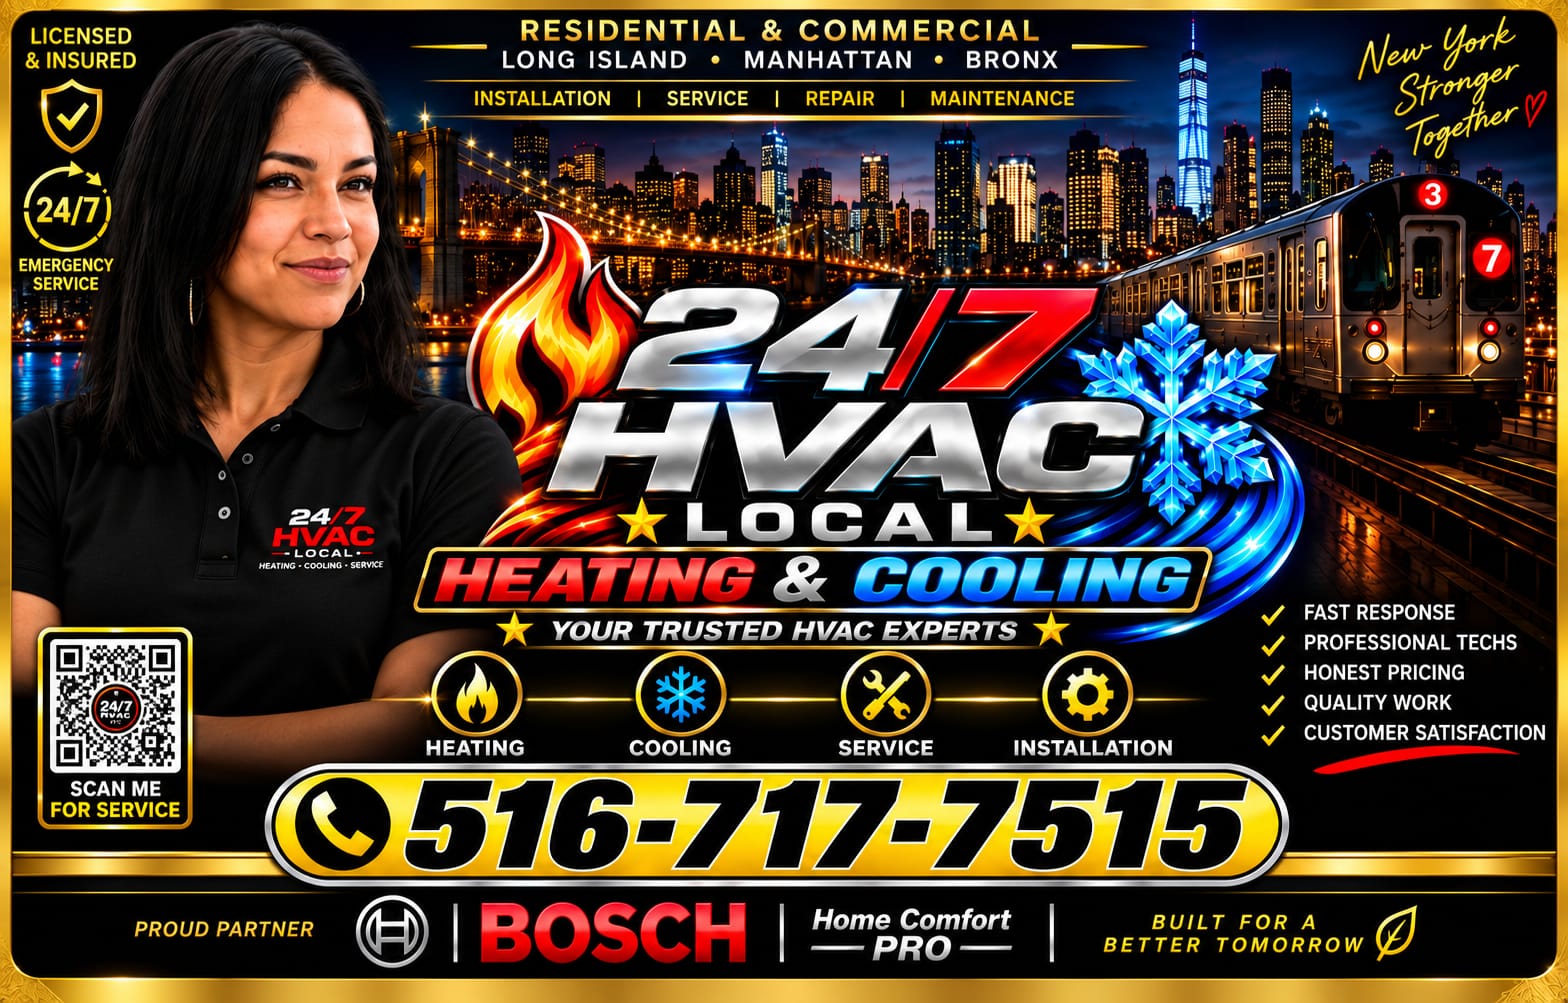 LICENSED
& INSURED
24/7
EMERGENCY
SERVICE
RESIDENTIAL & COMMERCIAL
LONG ISLAND • MANHATTAN • BRONX
INSTALLATION | SERVICE | REPAIR | MAINTENANCE
New York
Stronger
Together
3
7
24/7
HVAC
LOCAL
HEATING & COOLING
YOUR TRUSTED HVAC EXPERTS
24/7
HVAC
LOCAL
HEATING • COOLING • SERVICE
HEATING
COOLING
SERVICE
INSTALLATION
FAST RESPONSE
PROFESSIONAL TECHS
HONEST PRICING
QUALITY WORK
CUSTOMER SATISFACTION
24/7
HVAC
SCAN ME
FOR SERVICE
516-717-7515
PROUD PARTNER
BOSCH
Home Comfort
PRO
BUILT FOR A
BETTER TOMORROW